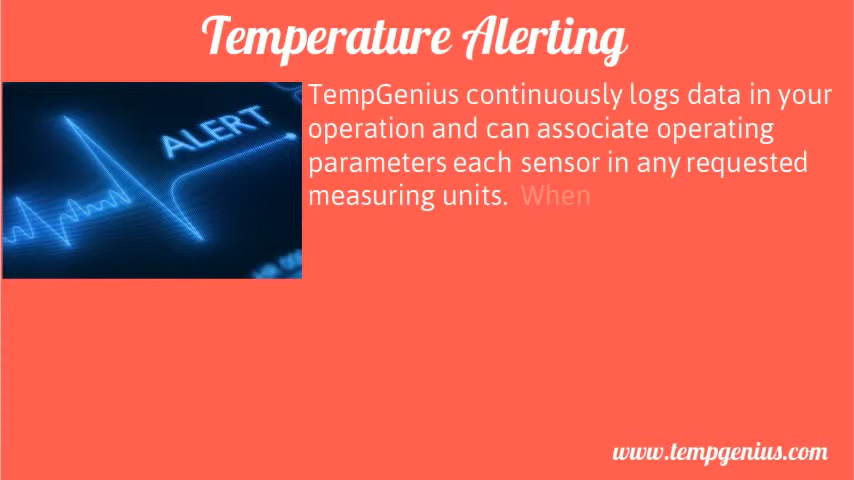 Temperature Alerting
ALERT
TempGenius continuously logs data in your
operation and can associate operating
parameters each sensor in any requested
measuring units. When
www.tempgenius.com